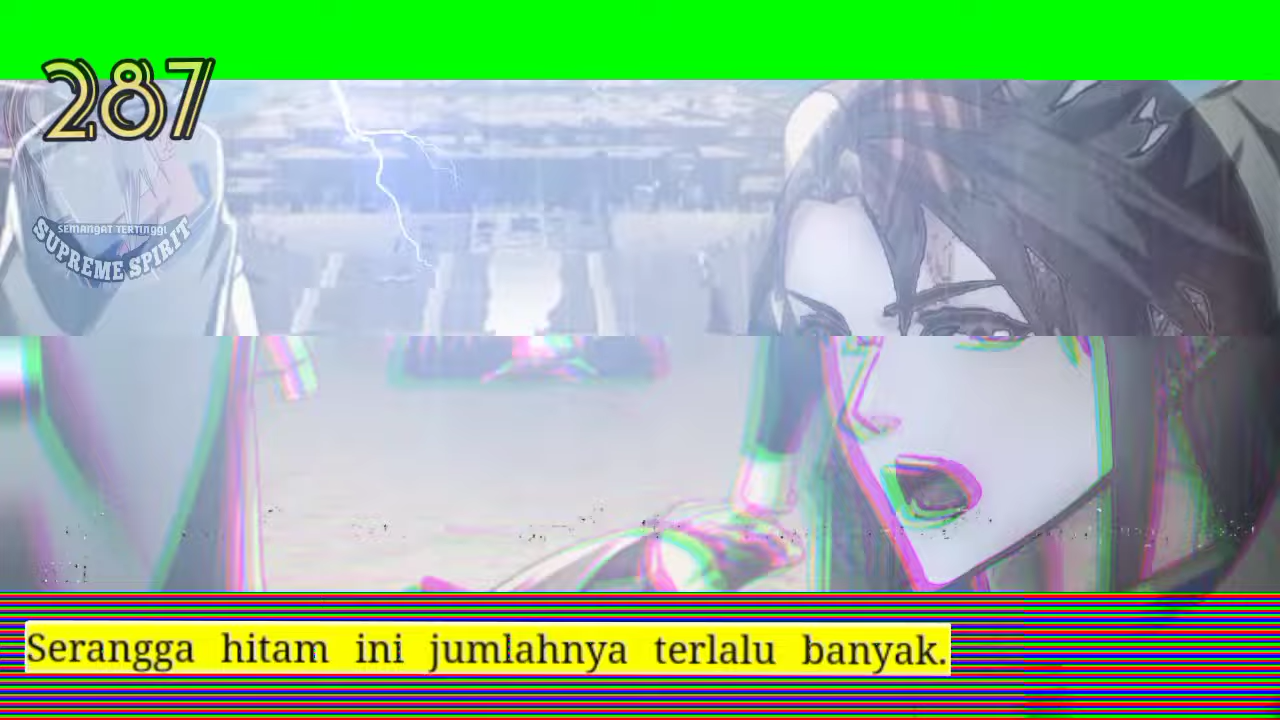 287
SEMANGAT TERTINGGI
SUPREME SPIRIT
Serangga hitam ini jumlahnya terlalu banyak.